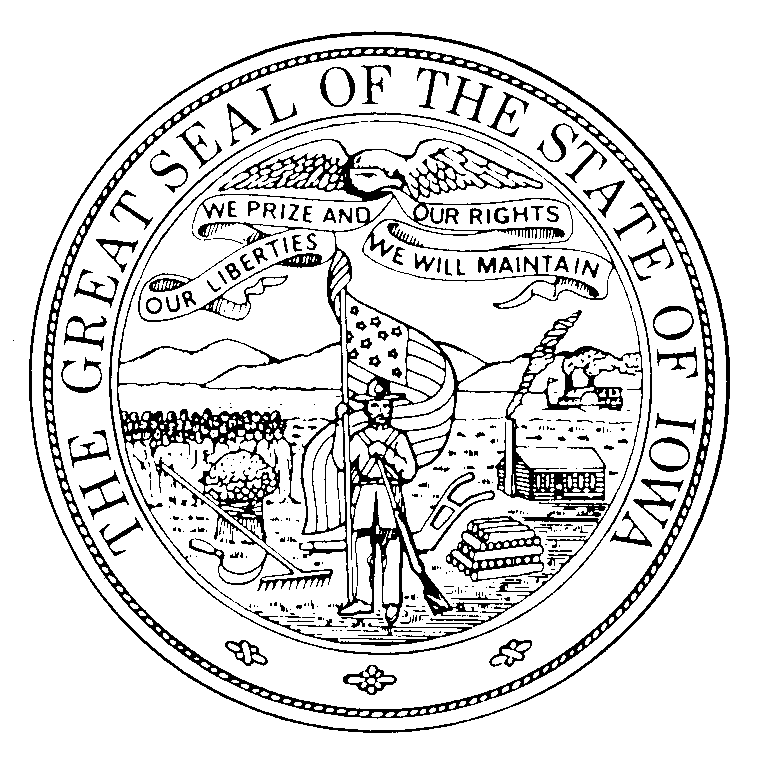 THE GREAT SEAL OF THE STATE OF IOWA
WE PRIZE AND OUR RIGHTS
OUR LIBERTIES WE WILL MAINTAIN